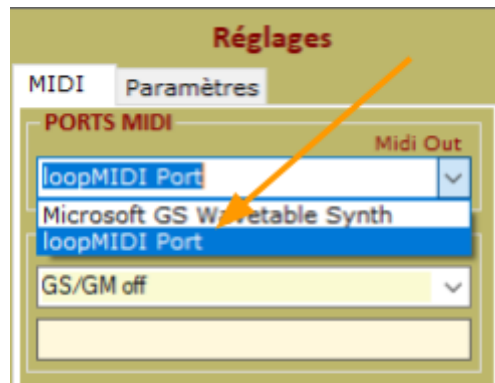 Réglages
MIDI Paramètres
PORTS MIDI
Midi Out
loopMIDI Port
Microsoft GS Wavetable Synth
loopMIDI Port
GS/GM off